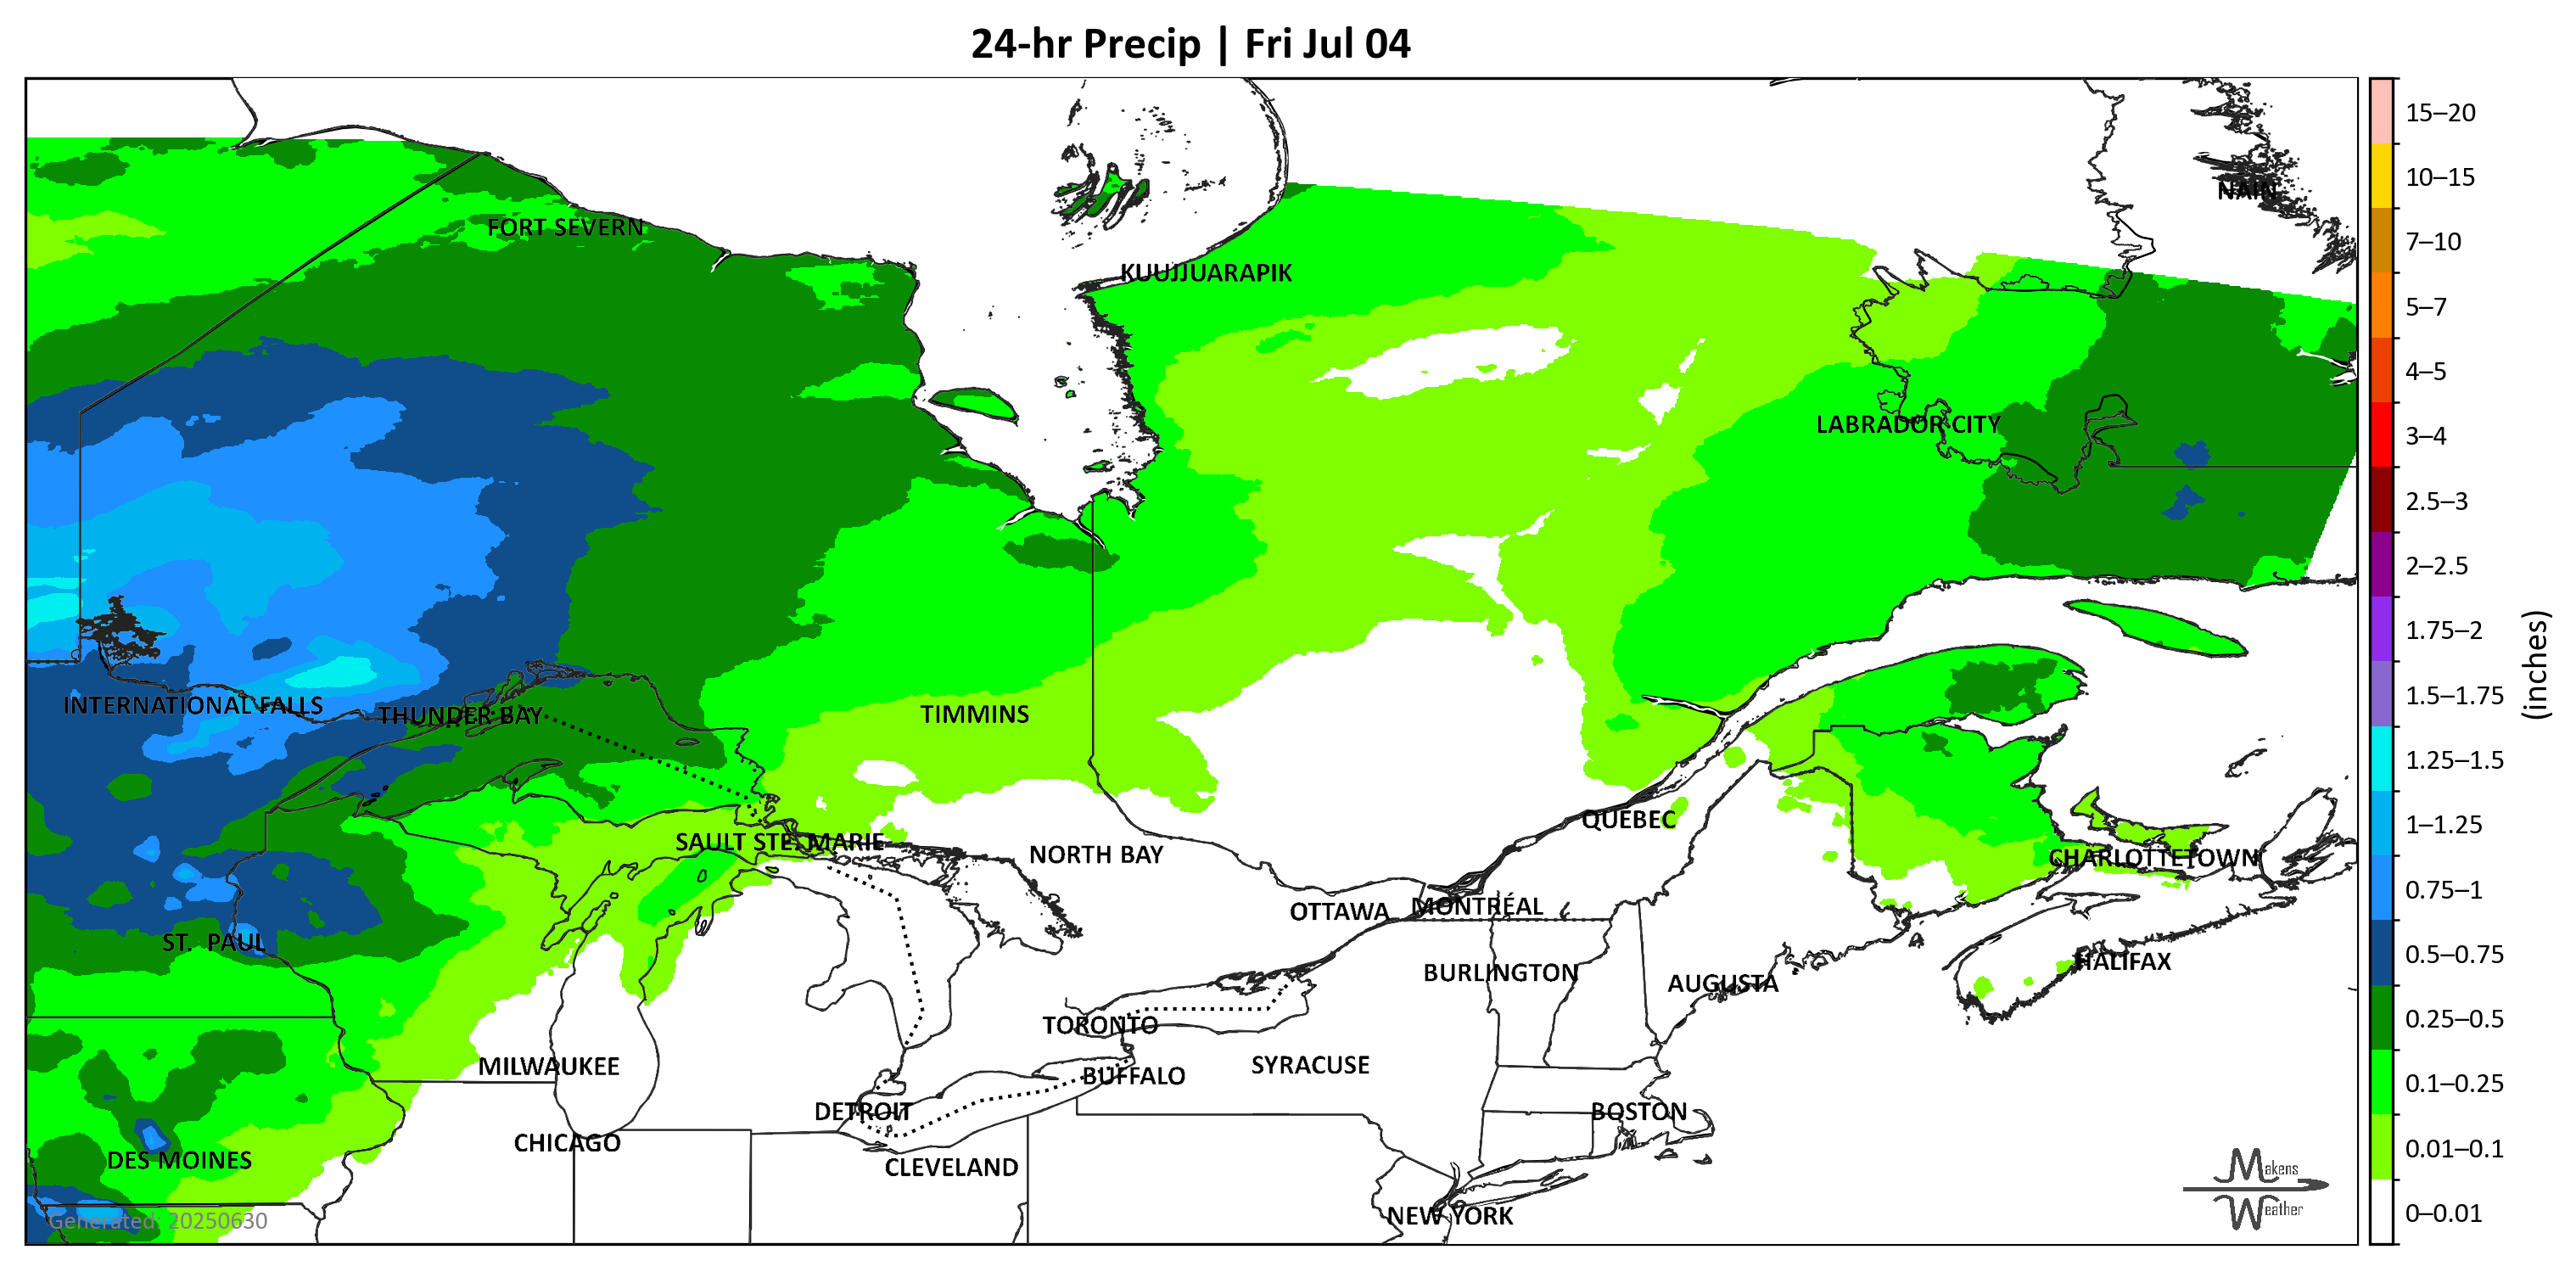 24-hr Precip | Fri Jul 04
NAIN
FORT SEVERN
KUUJJUARAPIK
LABRADOR CITY
INTERNATIONAL FALLS
THUNDER BAY
TIMMINS
SAULT STE. MARIE
NORTH BAY
QUEBEC
CHARLOTTETOWN
OTTAWA
MONTRÉAL
ST. PAUL
BURLINGTON
AUGUSTA
HALIFAX
TORONTO
MILWAUKEE
BUFFALO
SYRACUSE
DETROIT
BOSTON
CHICAGO
DES MOINES
CLEVELAND
NEW YORK
Generated: 20250630
Makens
Weather
15–20
10–15
7–10
5–7
4–5
3–4
2.5–3
2–2.5
1.75–2
1.5–1.75
1.25–1.5
1–1.25
0.75–1
0.5–0.75
0.25–0.5
0.1–0.25
0.01–0.1
0–0.01
(inches)